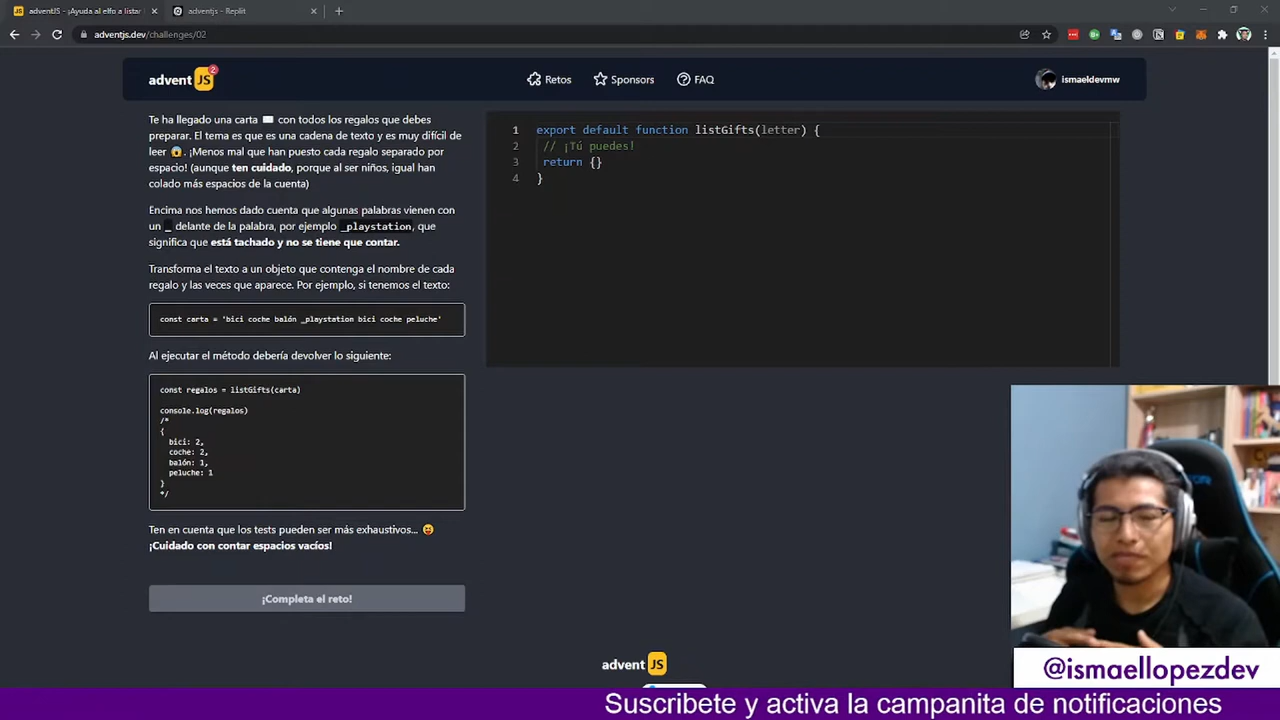 adventJS - ¡Ayuda al elfo a listar
adventjs - Replit
adventjs.dev/challenges/02
advent JS 2
Retos
Sponsors
FAQ
ismaeldevmw
Te ha llegado una carta ✉️ con todos los regalos que debes
preparar. El tema es que es una cadena de texto y es muy difícil de
leer 😱. ¡Menos mal que han puesto cada regalo separado por
espacio! (aunque ten cuidado, porque al ser niños, igual han
colado más espacios de la cuenta)
Encima nos hemos dado cuenta que algunas palabras vienen con
un _ delante de la palabra, por ejemplo _playstation, que
significa que está tachado y no se tiene que contar.
Transforma el texto a un objeto que contenga el nombre de cada
regalo y las veces que aparece. Por ejemplo, si tenemos el texto:
const carta = 'bici coche balón _playstation bici coche peluche'
Al ejecutar el método debería devolver lo siguiente:
const regalos = listGifts(carta)
console.log(regalos)
/*
{
bici: 2,
coche: 2,
balón: 1,
peluche: 1
}
*/
Ten en cuenta que los tests pueden ser más exhaustivos... 😝
¡Cuidado con contar espacios vacíos!
¡Completa el reto!
1 export default function listGifts(letter) {
2 // ¡Tú puedes!
3 return {}
4 }
advent JS
@ismaellopezdev
Suscribete y activa la campanita de notificaciones